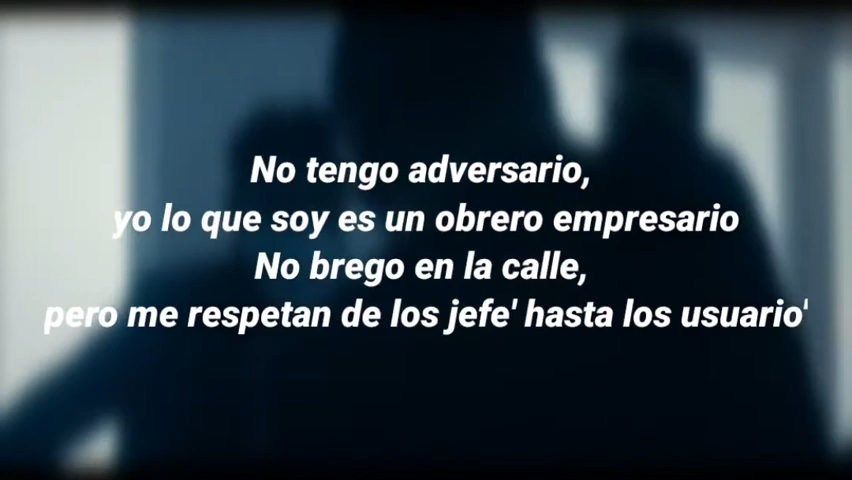 No tengo adversario,
yo lo que soy es un obrero empresario
No brego en la calle,
pero me respetan de los jefe' hasta los usuario'